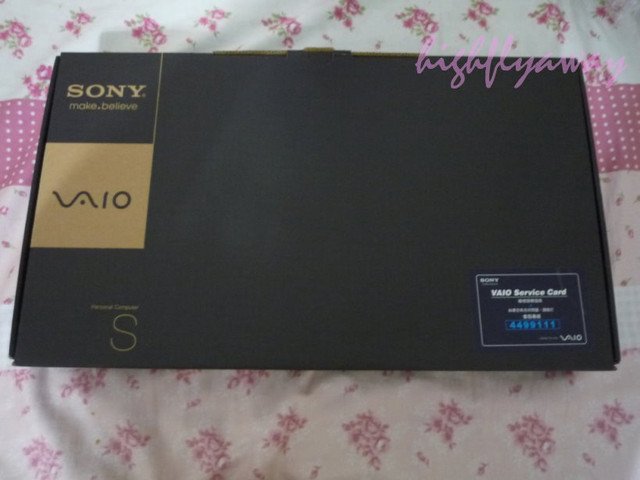 highflyaway
SONY
make.believe
VAIO
Personal Computer
S
SONY
VAIO Service Card
4499111
VAIO